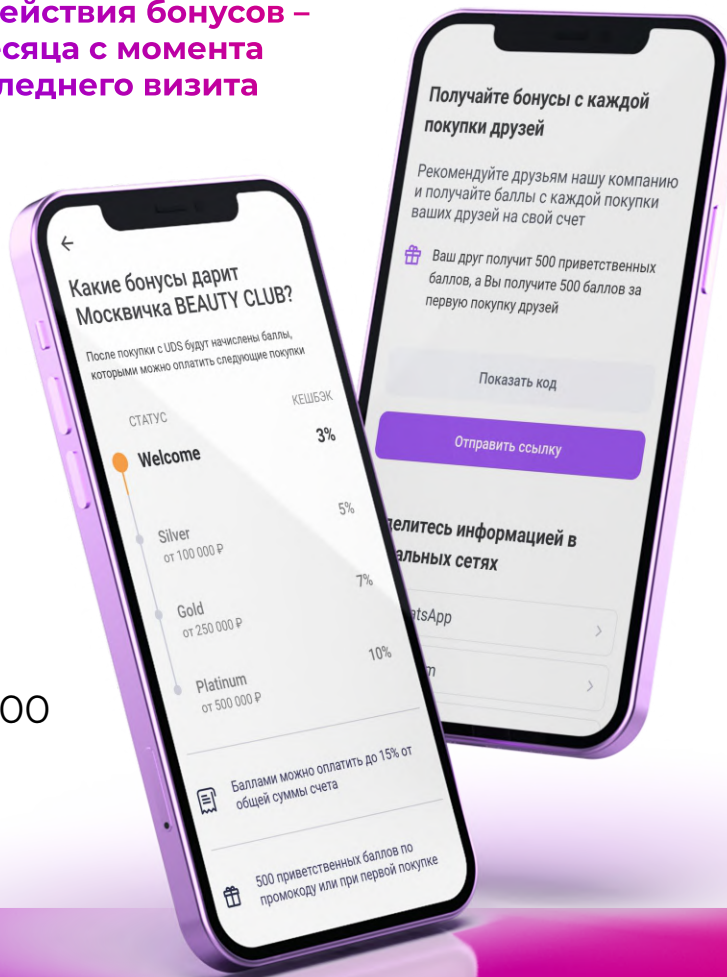 ействия бонусов –
есяца с момента
леднего визита
Получайте бонусы с каждой
покупки друзей
Рекомендуйте друзьям нашу компанию
и получайте баллы с каждой покупки
ваших друзей на свой счет
Ваш друг получит 500 приветственных
баллов, а Вы получите 500 баллов за
первую покупку друзей
Показать код
Отправить ссылку
делитесь информацией в
альных сетях
atsApp
m
Какие бонусы дарит
Москвичка BEAUTY CLUB?
После покупки с UDS будут начислены баллы,
которыми можно оплатить следующие покупки
СТАТУС КЕШБЭК
Welcome 3%
Silver 5%
от 100 000 ₽
Gold 7%
от 250 000 ₽
Platinum 10%
от 500 000 ₽
Баллами можно оплатить до 15% от
общей суммы счета
500 приветственных баллов по
промокоду или при первой покупке
00